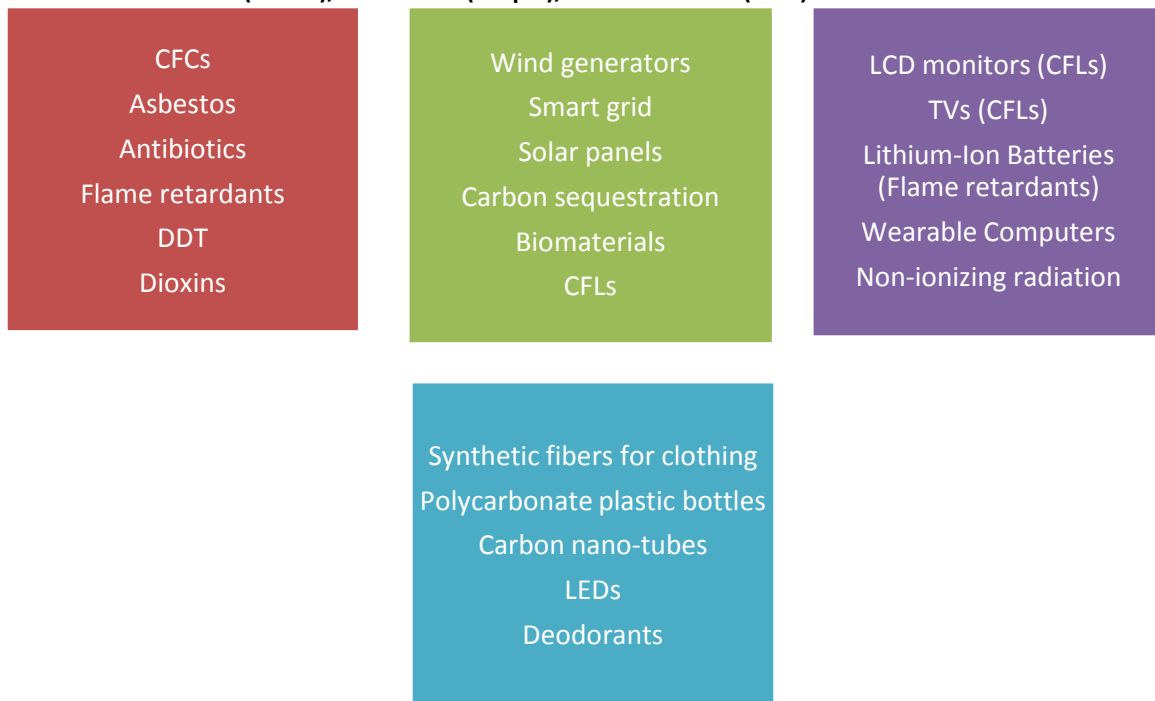 CFCs
Asbestos
Antibiotics
Flame retardants
DDT
Dioxins
Wind generators
Smart grid
Solar panels
Carbon sequestration
Biomaterials
CFLs
LCD monitors (CFLs)
TVs (CFLs)
Lithium-Ion Batteries
(Flame retardants)
Wearable Computers
Non-ionizing radiation
Synthetic fibers for clothing
Polycarbonate plastic bottles
Carbon nano-tubes
LEDs
Deodorants